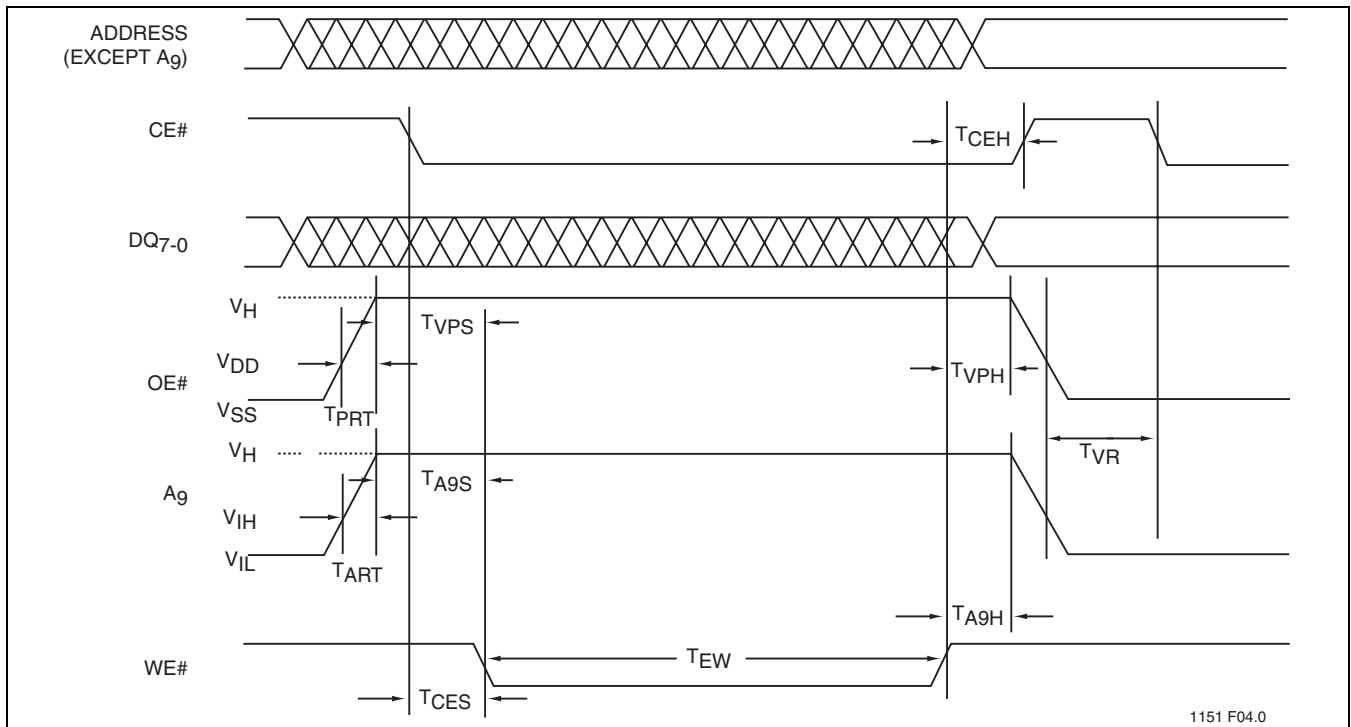 ADDRESS
(EXCEPT A9)
CE#
TCEH
DQ7-0
VH
TVPS
VDD
TVPH
OE#
VSS
TPRT
VH
TVR
A9
TA9S
VIH
VIL
TART
TA9H
WE#
TEW
TCES
1151 F04.0